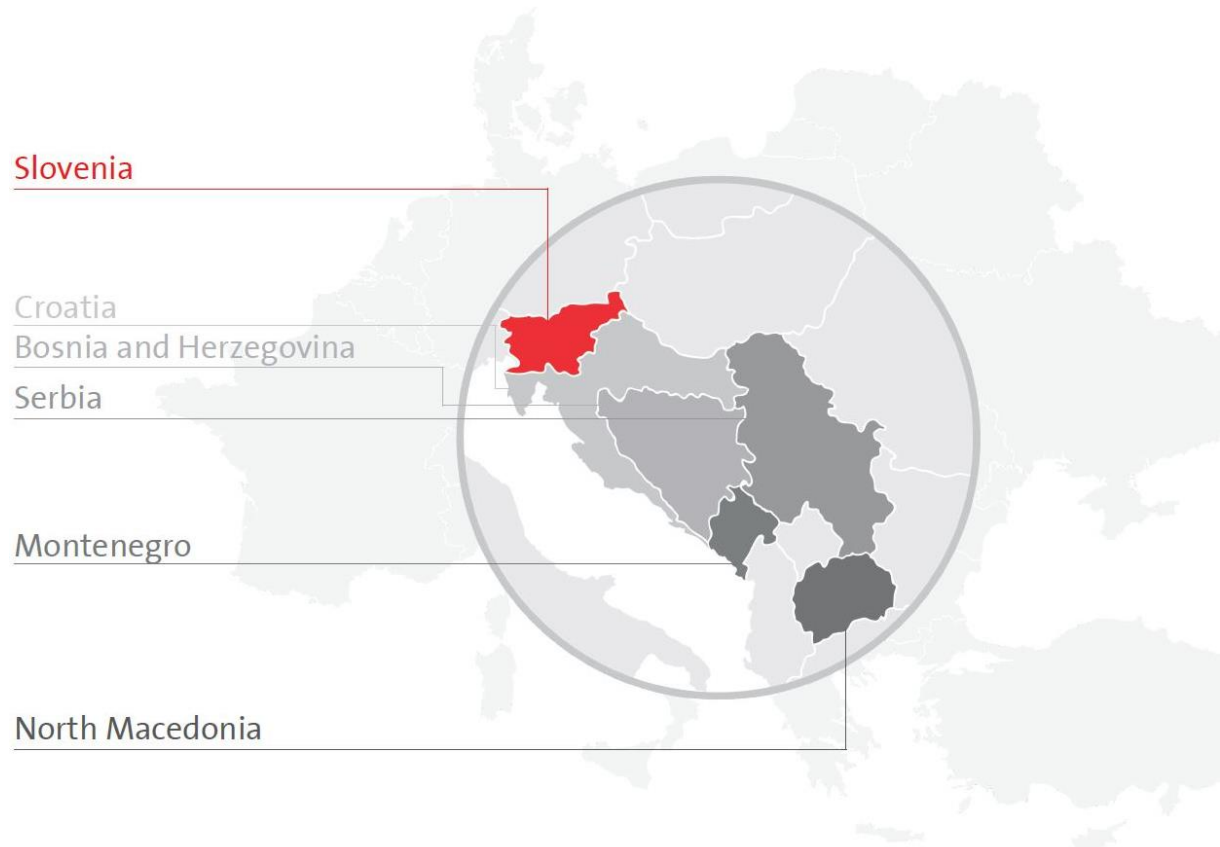 Slovenia
Croatia
Bosnia and Herzegovina
Serbia
Montenegro
North Macedonia